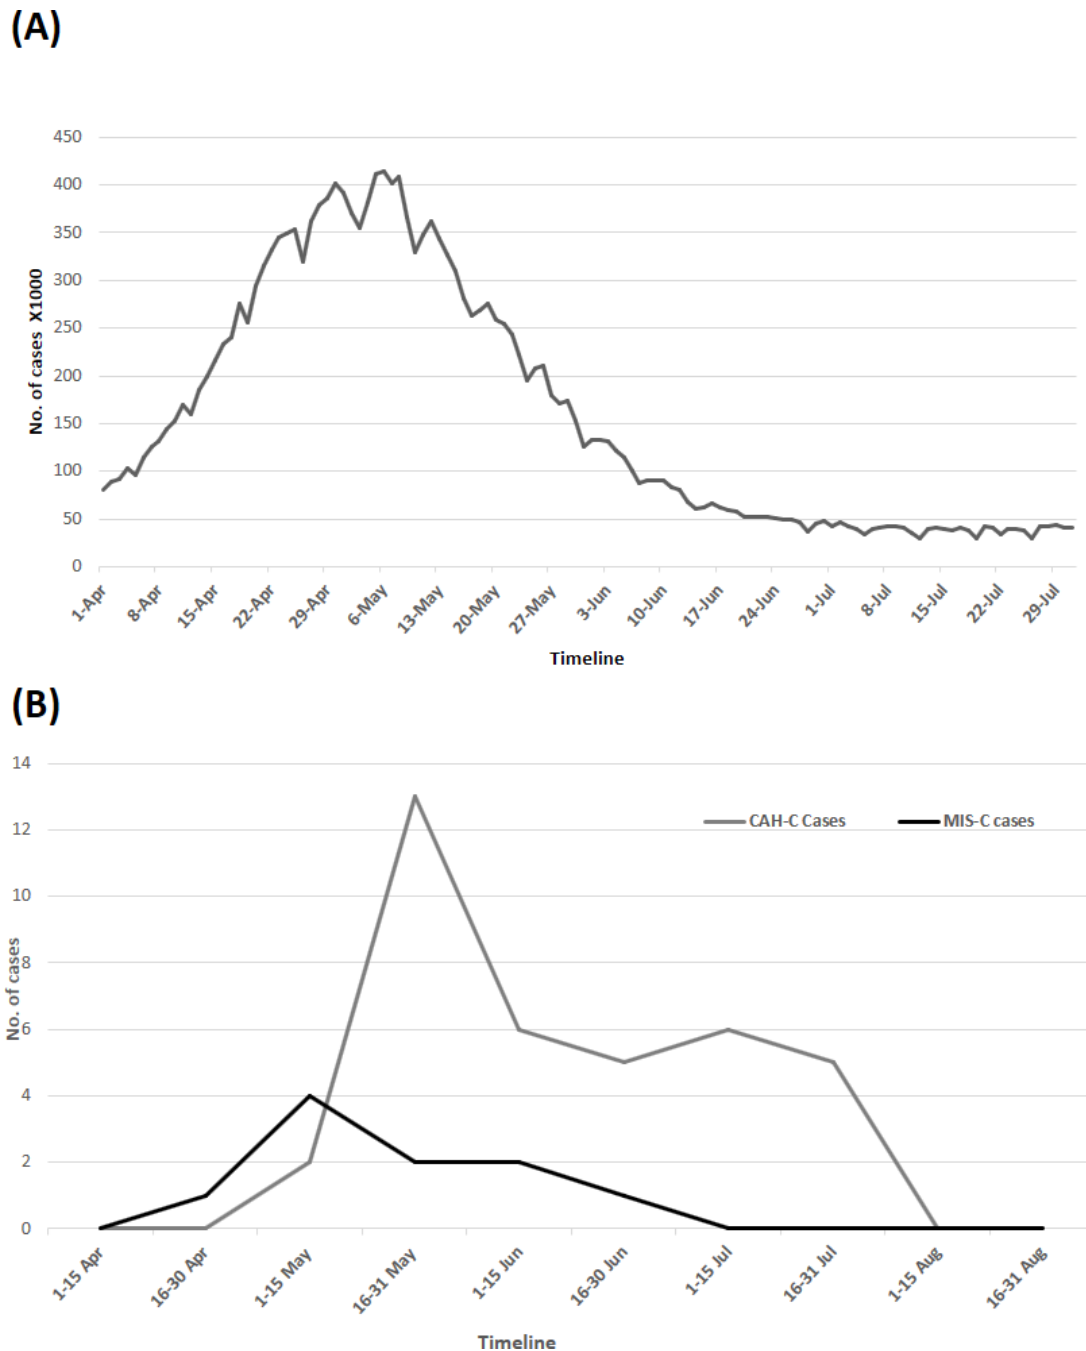 (A)
450
400
350
300
250
200
150
100
50
0
No. of cases X1000
1-Apr
8-Apr
15-Apr
22-Apr
29-Apr
6-May
13-May
20-May
27-May
3-Jun
10-Jun
17-Jun
24-Jun
1-Jul
8-Jul
15-Jul
22-Jul
29-Jul
Timeline
(B)
14
12
10
8
6
4
2
0
No. of cases
CAH-C Cases
MIS-C cases
1-15 Apr
16-30 Apr
1-15 May
16-31 May
1-15 Jun
16-30 Jun
1-15 Jul
16-31 Jul
1-15 Aug
16-31 Aug
Timeline